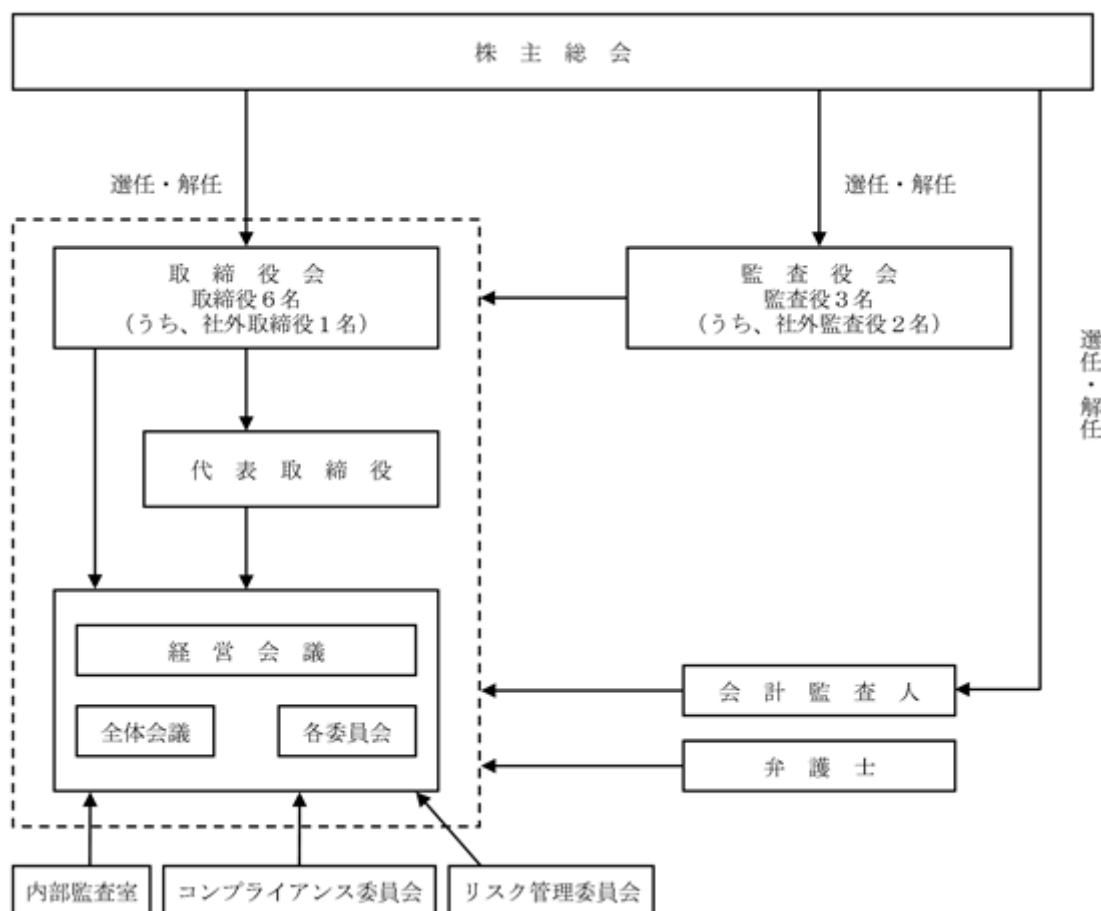 株主総会
選任・解任
選任・解任
取締役会
取締役6名
（うち、社外取締役1名）
監査役会
監査役3名
（うち、社外監査役2名）
選任・解任
代表取締役
経営会議
全体会議
各委員会
会計監査人
弁護士
内部監査室
コンプライアンス委員会
リスク管理委員会